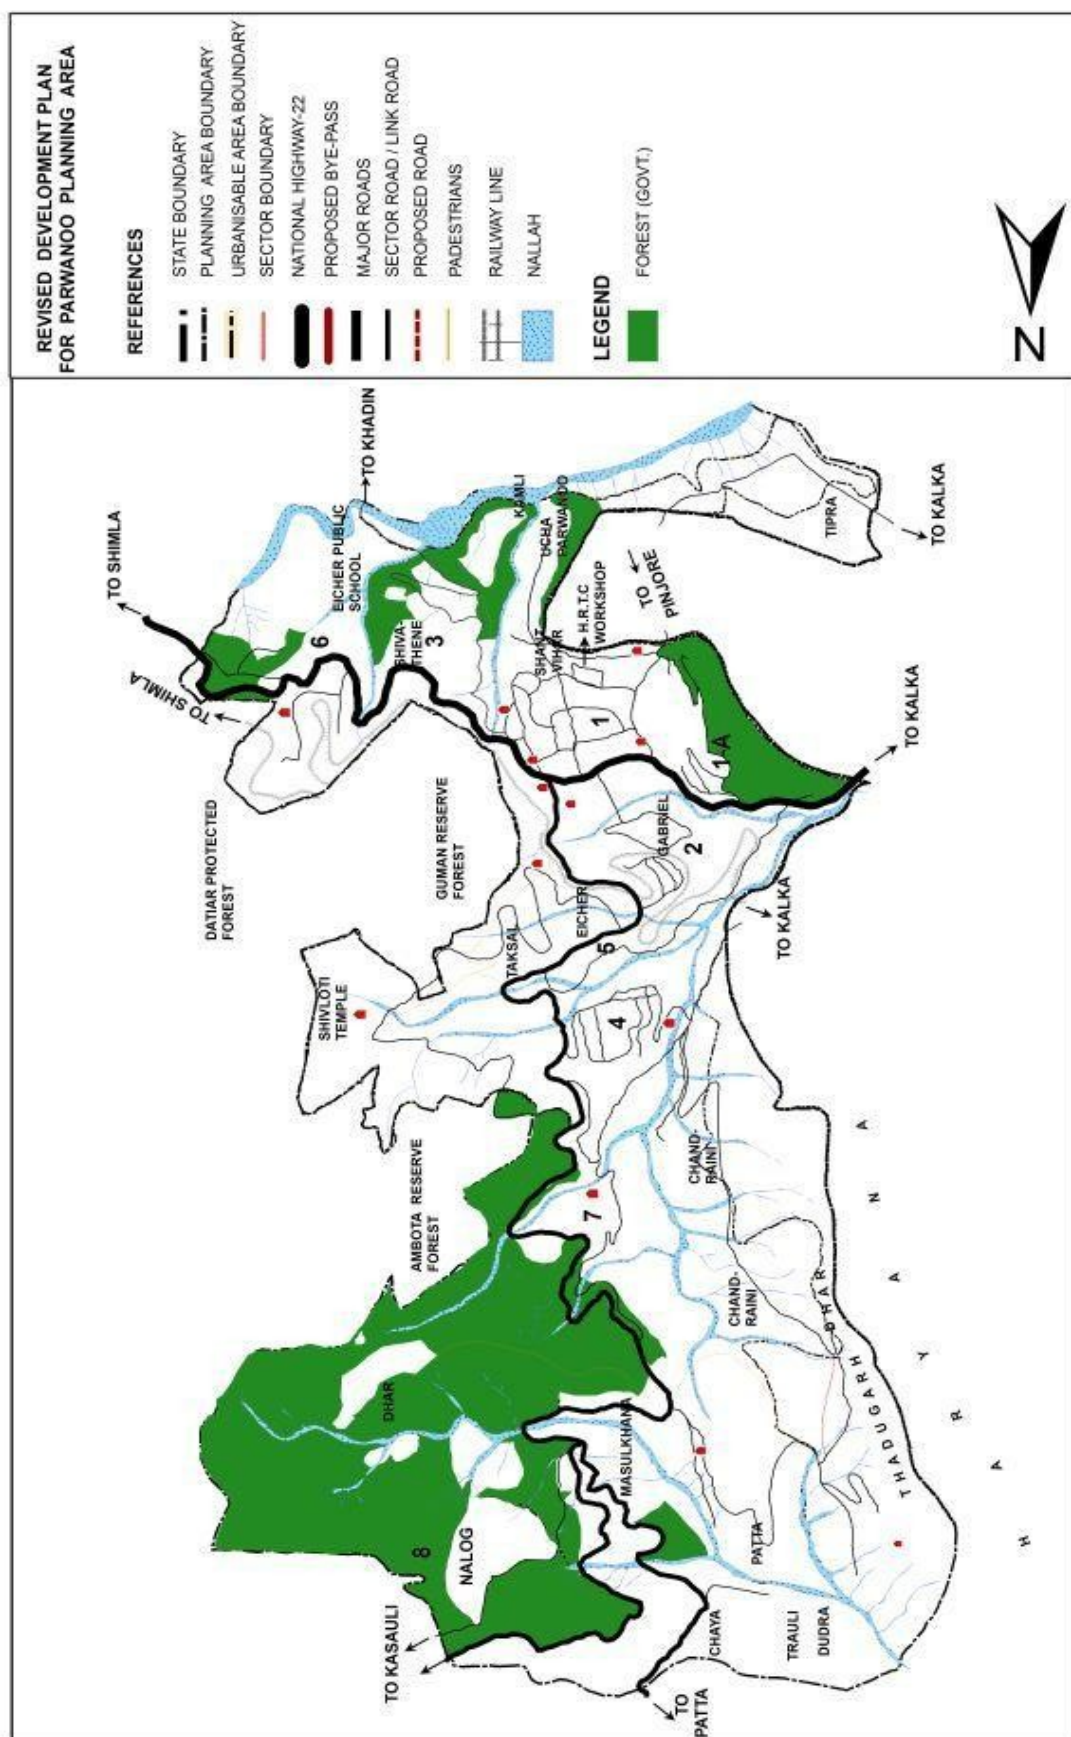 REVISED DEVELOPMENT PLAN
FOR PARWANOO PLANNING AREA
REFERENCES
STATE BOUNDARY
PLANNING AREA BOUNDARY
URBANISABLE AREA BOUNDARY
SECTOR BOUNDARY
NATIONAL HIGHWAY-22
PROPOSED BYE-PASS
MAJOR ROADS
SECTOR ROAD / LINK ROAD
PROPOSED ROAD
PADESTRIANS
RAILWAY LINE
NALLAH
LEGEND
FOREST (GOVT.)
N
TO SHIMLA
TO SHIMLA
TO KHADIN
EICHER PUBLIC
SCHOOL
6
SHIVA-
THENE
3
KAMLI
UCHA
PARWANOO
SHANT
VIHAR
H.R.T.C
WORKSHOP
TO
PINJORE
TIPRA
TO KALKA
1
1-A
TO KALKA
DATIAR PROTECTED
FOREST
GUMAN RESERVE
FOREST
GABRIEL
2
EICHER
TAKSAL
5
TO KALKA
SHIVLOTI
TEMPLE
4
AMBOTA RESERVE
FOREST
7
CHAND-
RAINI
CHAND-
RAINI
DHAR
MASULKHANA
NALOG
8
TO KASAULI
PATTA
CHAYA
TRAULI
DUDRA
TO
PATTA
THADUGARH DHAR
HARYANA